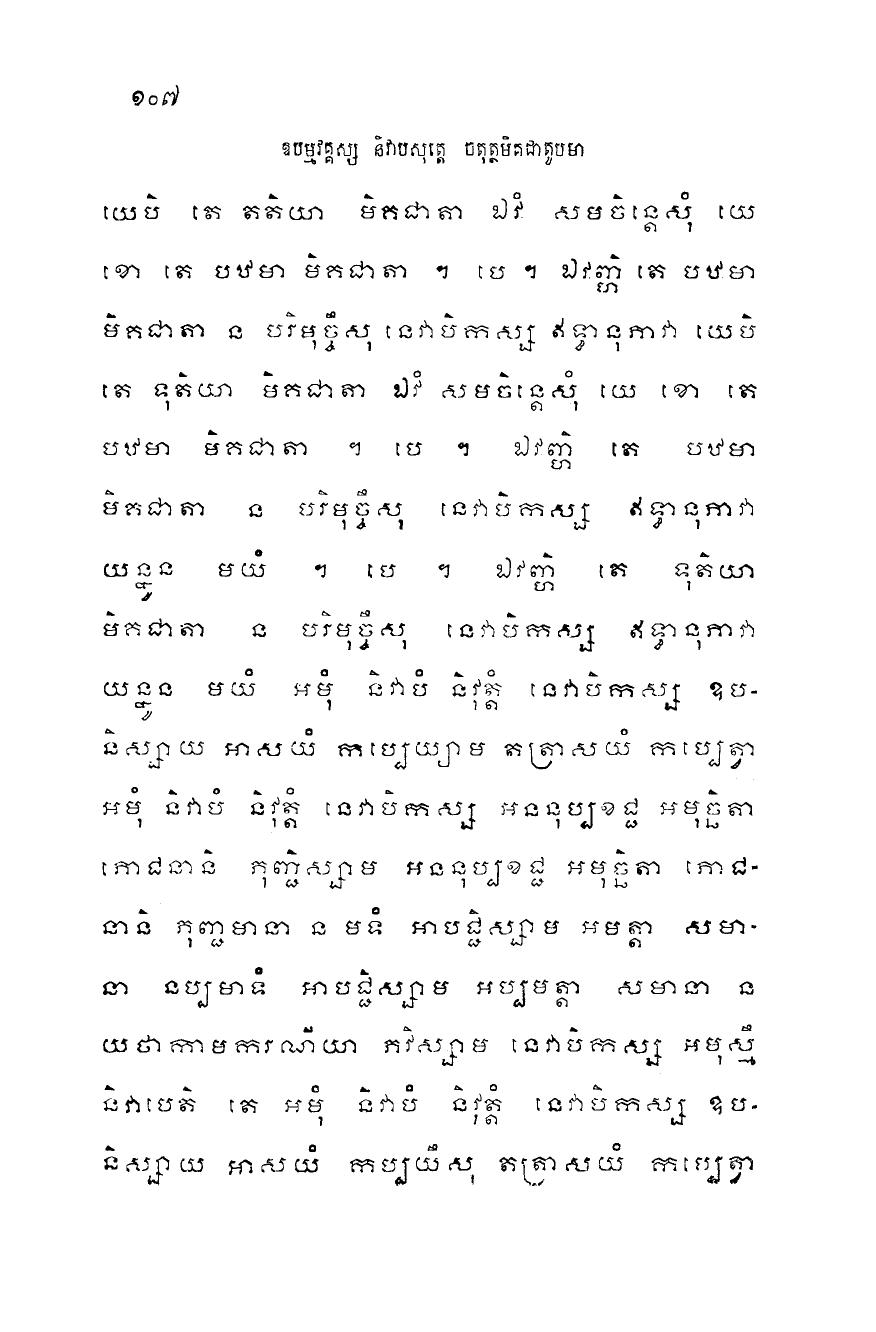 ១០៧
ឱបម្មវគ្គស្ស និវាបសុត្តេ ចតុត្ថមិគជាតូបមា
យេបិ តេ តតិយា មិគជាតា ឯវំ សមចិន្តេសុំ យេ
ខោ តេ បឋមា មិគជាតា ។ បេ ។ ឯវញ្ហិ តេ បឋមា
មិគជាតា ន បរិមុច្ចឹសុ នេវាបិកស្ស ឥទ្ធានុភាវា យេបិ
តេ ទុតិយា មិគជាតា ឯវំ សមចិន្តេសុំ យេ ខោ តេ
បឋមា មិគជាតា ។ បេ ។ ឯវញ្ហិ តេ បឋមា
មិគជាតា ន បរិមុច្ចឹសុ នេវាបិកស្ស ឥទ្ធានុភាវា
យន្នូន មយំ ។ បេ ។ ឯវញ្ហិ តេ ទុតិយា
មិគជាតា ន បរិមុច្ចឹសុ នេវាបិកស្ស ឥទ្ធានុភាវា
យន្នូន មយំ អមុំ និវាបំ និវុត្តំ នេវាបិកស្ស ឧប-
និស្សាយ អាសយំ កប្បេយ្យាម តត្រាសយំ កប្បេត្វា
អមុំ និវាបំ និវុត្តំ នេវាបិកស្ស អននុប្បខជ្ជ អមុច្ឆិតា
ភោជនានិ ភុញ្ជិស្សាម អននុប្បខជ្ជ អមុច្ឆិតា ភោជ-
នានិ ភុញ្ជមានា ន មទំ អាបជ្ជិស្សាម អមត្តា សមា-
នា នប្បមាទំ អាបជ្ជិស្សាម អប្បមត្តា សមានា ន
យថាកាមករណីយា ភវិស្សាម នេវាបិកស្ស អមុស្មឹ
និវាបេតិ តេ អមុំ និវាបំ និវុត្តំ នេវាបិកស្ស ឧប-
និស្សាយ អាសយំ កប្បយឹសុ តត្រាសយំ កប្បេត្វា